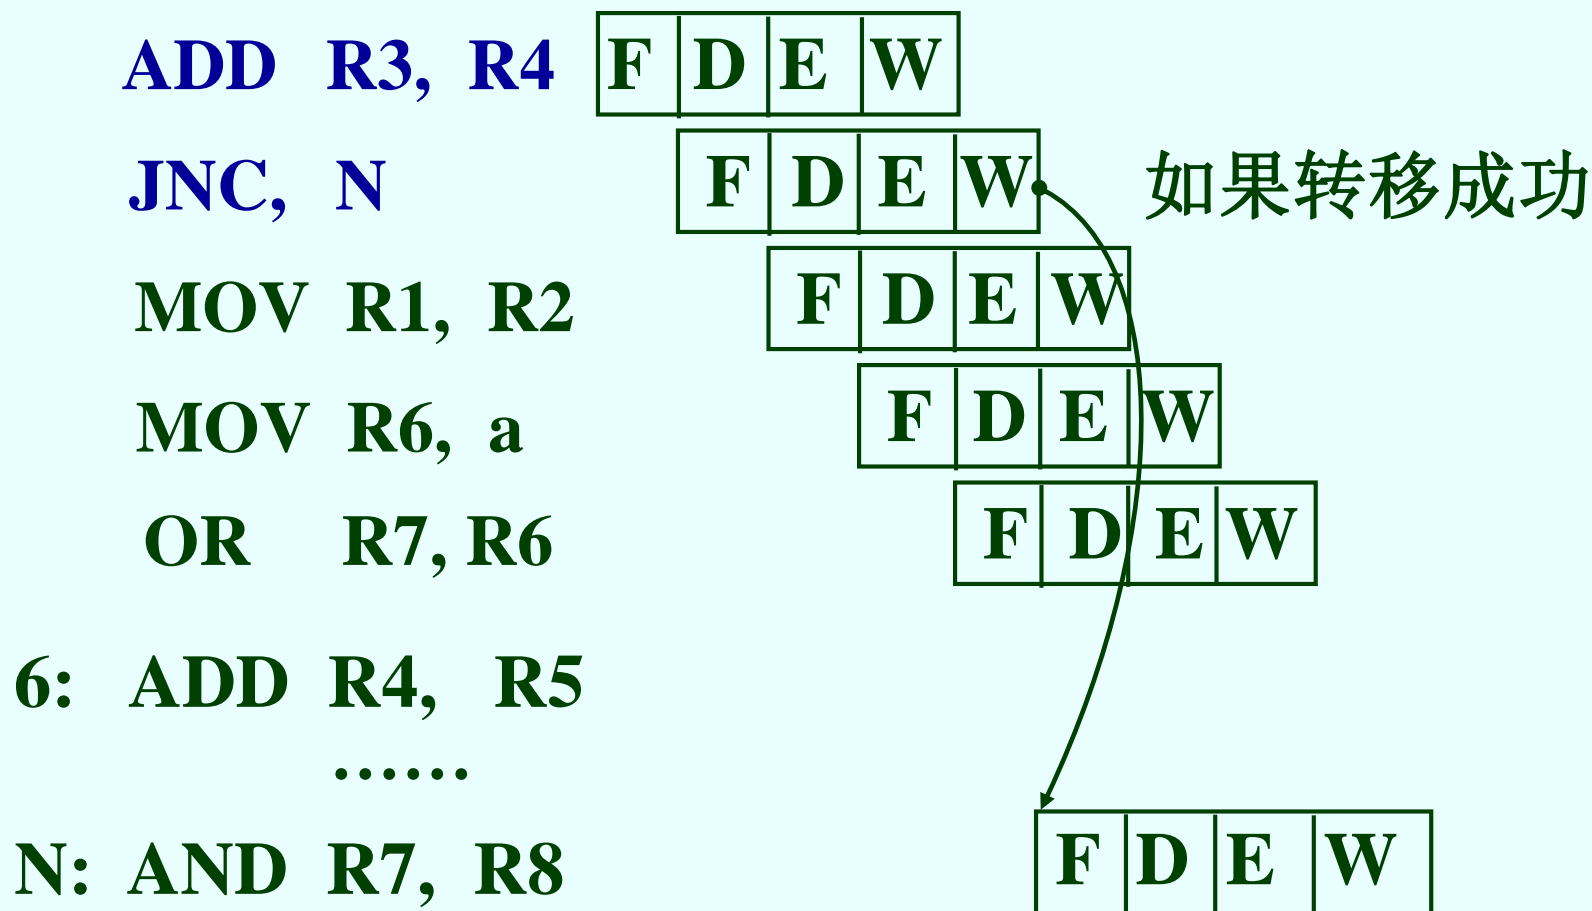 ADD R3, R4 F D E W
JNC, N F D E W 如果转移成功
MOV R1, R2 F D E W
MOV R6, a F D E W
OR R7, R6 F D E W
6: ADD R4, R5
......
N: AND R7, R8 F D E W